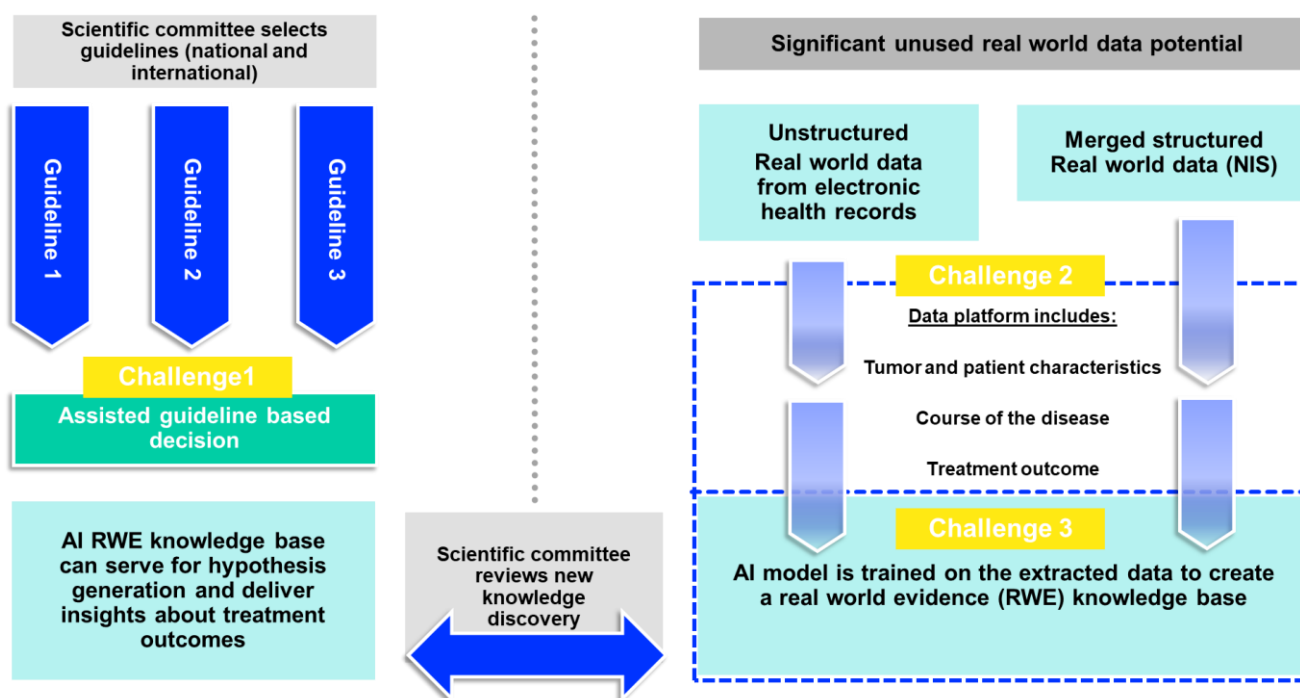 Scientific committee selects
guidelines (national and
international)
Guideline 1
Guideline 2
Guideline 3
Challenge1
Assisted guideline based
decision
AI RWE knowledge base
can serve for hypothesis
generation and deliver
insights about treatment
outcomes
Scientific committee
reviews new
knowledge
discovery
Significant unused real world data potential
Unstructured
Real world data
from electronic
health records
Merged structured
Real world data (NIS)
Challenge 2
Data platform includes:
Tumor and patient characteristics
Course of the disease
Treatment outcome
Challenge 3
AI model is trained on the extracted data to create
a real world evidence (RWE) knowledge base